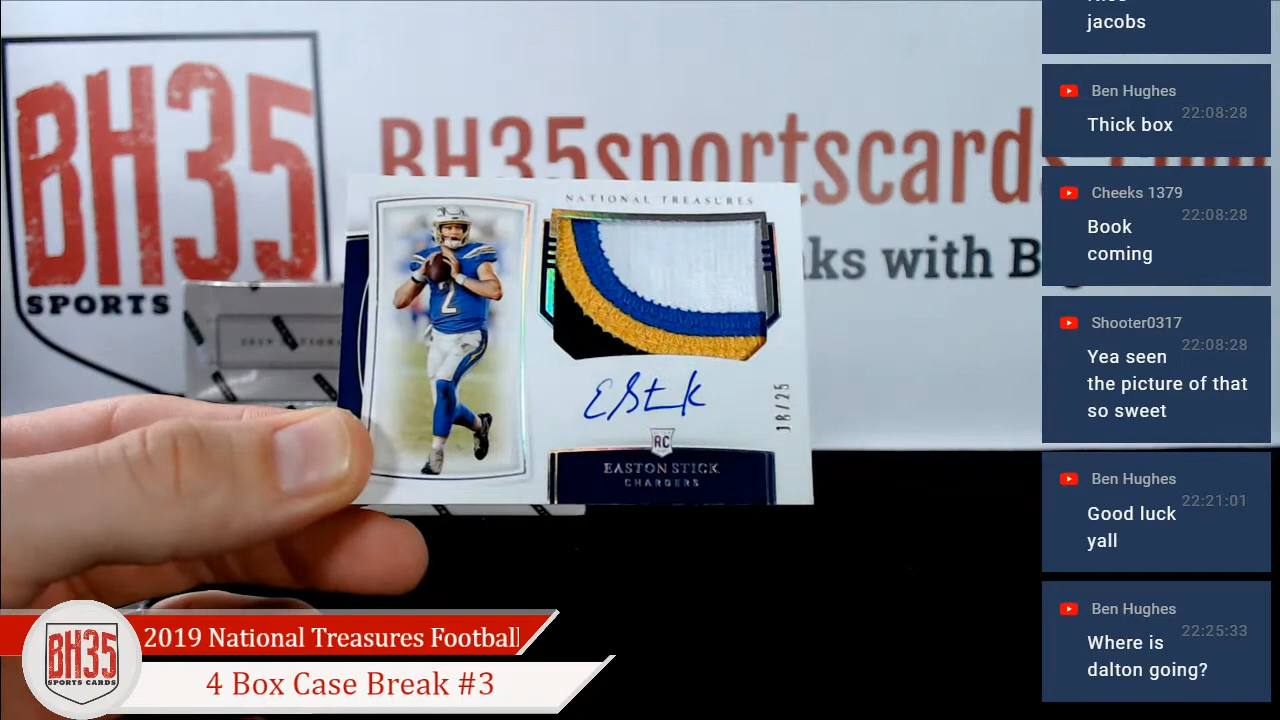 BH35
SPORTS
BH35sportscards
ks with B
NATIONAL TREASURES
2
18/25
RC
EASTON STICK
CHARGERS
jacobs
Ben Hughes
22:08:28
Thick box
Cheeks 1379
22:08:28
Book
coming
Shooter0317
22:08:28
Yea seen
the picture of that
so sweet
Ben Hughes
22:21:01
Good luck
yall
Ben Hughes
22:25:33
Where is
dalton going?
BH35
SPORTS CARDS
2019 National Treasures Football
4 Box Case Break #3